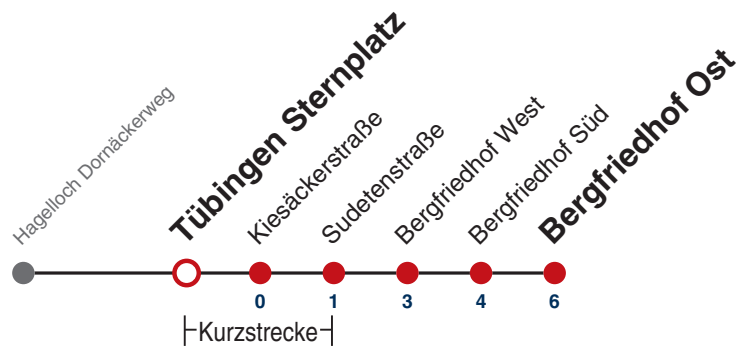 Hagelloch Dornäckerweg
Tübingen Sternplatz
Kiesäckerstraße
Sudetenstraße
Bergfriedhof West
Bergfriedhof Süd
Bergfriedhof Ost
0 1 3 4 6
Kurzstrecke